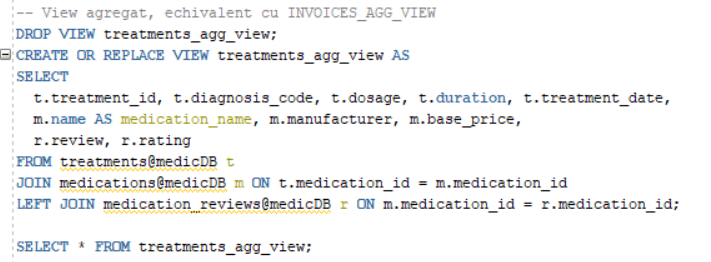 -- View agregat, echivalent cu INVOICES_AGG_VIEW
DROP VIEW treatments_agg_view;
CREATE OR REPLACE VIEW treatments_agg_view AS
SELECT
  t.treatment_id, t.diagnosis_code, t.dosage, t.duration, t.treatment_date,
  m.name AS medication_name, m.manufacturer, m.base_price,
  r.review, r.rating
FROM treatments@medicDB t
JOIN medications@medicDB m ON t.medication_id = m.medication_id
LEFT JOIN medication_reviews@medicDB r ON m.medication_id = r.medication_id;

SELECT * FROM treatments_agg_view;